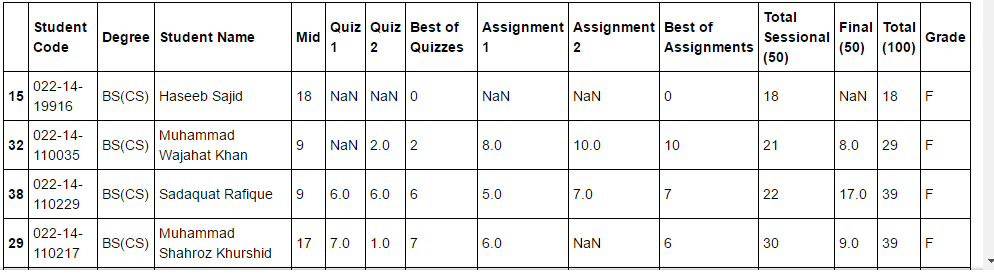 Student Code Degree Student Name Mid Quiz 1 Quiz 2 Best of Quizzes Assignment 1 Assignment 2 Best of Assignments Total Sessional (50) Final (50) Total (100) Grade
15 022-14-19916 BS(CS) Haseeb Sajid 18 NaN NaN 0 NaN NaN 0 18 NaN 18 F
32 022-14-110035 BS(CS) Muhammad Wajahat Khan 9 NaN 2.0 2 8.0 10.0 10 21 8.0 29 F
38 022-14-110229 BS(CS) Sadaquat Rafique 9 6.0 6.0 6 5.0 7.0 7 22 17.0 39 F
29 022-14-110217 BS(CS) Muhammad Shahroz Khurshid 17 7.0 1.0 7 6.0 NaN 6 30 9.0 39 F